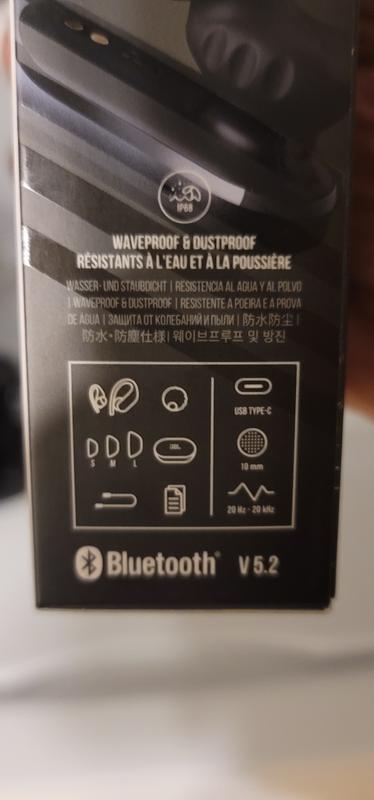 IP68
WAVEPROOF & DUSTPROOF
RÉSISTANTS À L'EAU ET À LA POUSSIÈRE
WASSER- UND STAUBDICHT | RESISTENCIA AL AGUA Y AL POLVO
| WAVEPROOF & DUSTPROOF | RESISTENTE A POEIRA E A PROVA
DE ÁGUA | ЗАЩИТА ОТ КОЛЕБАНИЙ И ПЫЛИ | 防水防尘 |
防水・防塵仕様| 웨이브프루프 및 방진
USB TYPE-C
JBL
S M L
10 mm
20 Hz - 20 kHz
Bluetooth® V 5.2